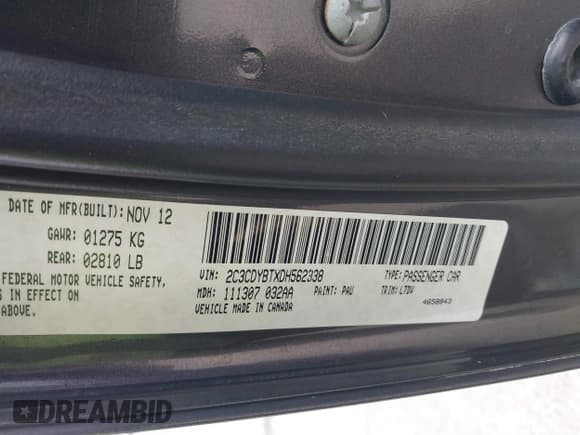 DATE OF MFR(BUILT): NOV 12
GAWR: 01275 KG
REAR: 02810 LB
FEDERAL MOTOR VEHICLE SAFETY,
S IN EFFECT ON
ABOVE.
VIN: 2C3CDYBTXDH562338
TYPE: PASSENGER CAR
MDH: 111307 032AA
PAINT: PAU
TRIM: L7DV
VEHICLE MADE IN CANADA
4658043
DREAMBID